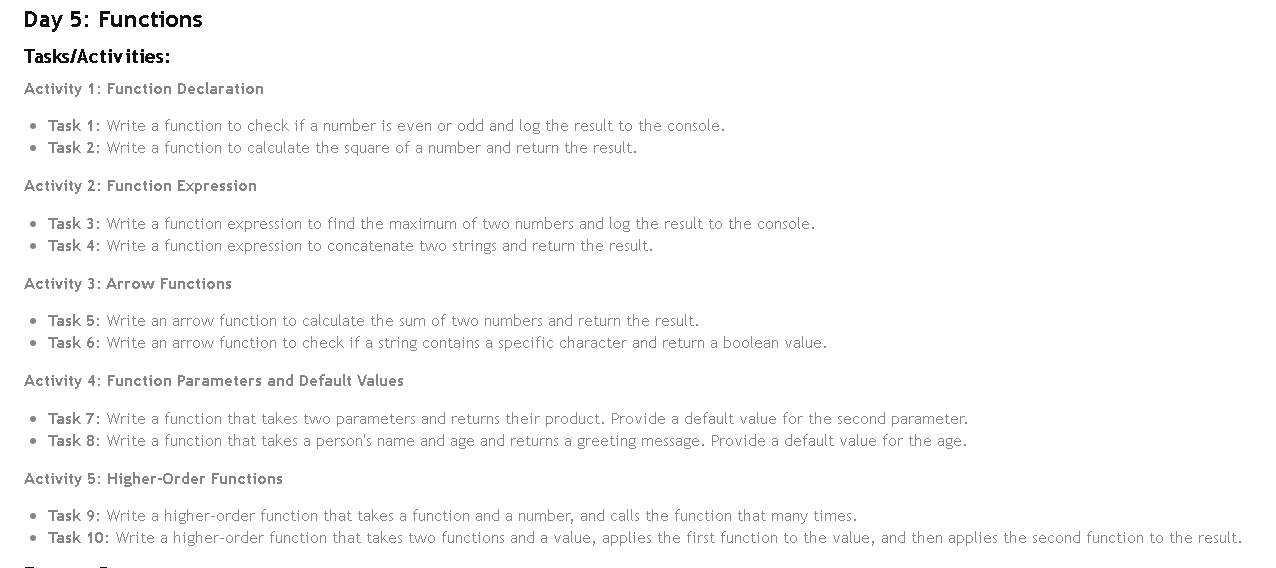 Day 5: Functions
Tasks/Activities:
Activity 1: Function Declaration
• Task 1: Write a function to check if a number is even or odd and log the result to the console.
• Task 2: Write a function to calculate the square of a number and return the result.
Activity 2: Function Expression
• Task 3: Write a function expression to find the maximum of two numbers and log the result to the console.
• Task 4: Write a function expression to concatenate two strings and return the result.
Activity 3: Arrow Functions
• Task 5: Write an arrow function to calculate the sum of two numbers and return the result.
• Task 6: Write an arrow function to check if a string contains a specific character and return a boolean value.
Activity 4: Function Parameters and Default Values
• Task 7: Write a function that takes two parameters and returns their product. Provide a default value for the second parameter.
• Task 8: Write a function that takes a person's name and age and returns a greeting message. Provide a default value for the age.
Activity 5: Higher-Order Functions
• Task 9: Write a higher-order function that takes a function and a number, and calls the function that many times.
• Task 10: Write a higher-order function that takes two functions and a value, applies the first function to the value, and then applies the second function to the result.